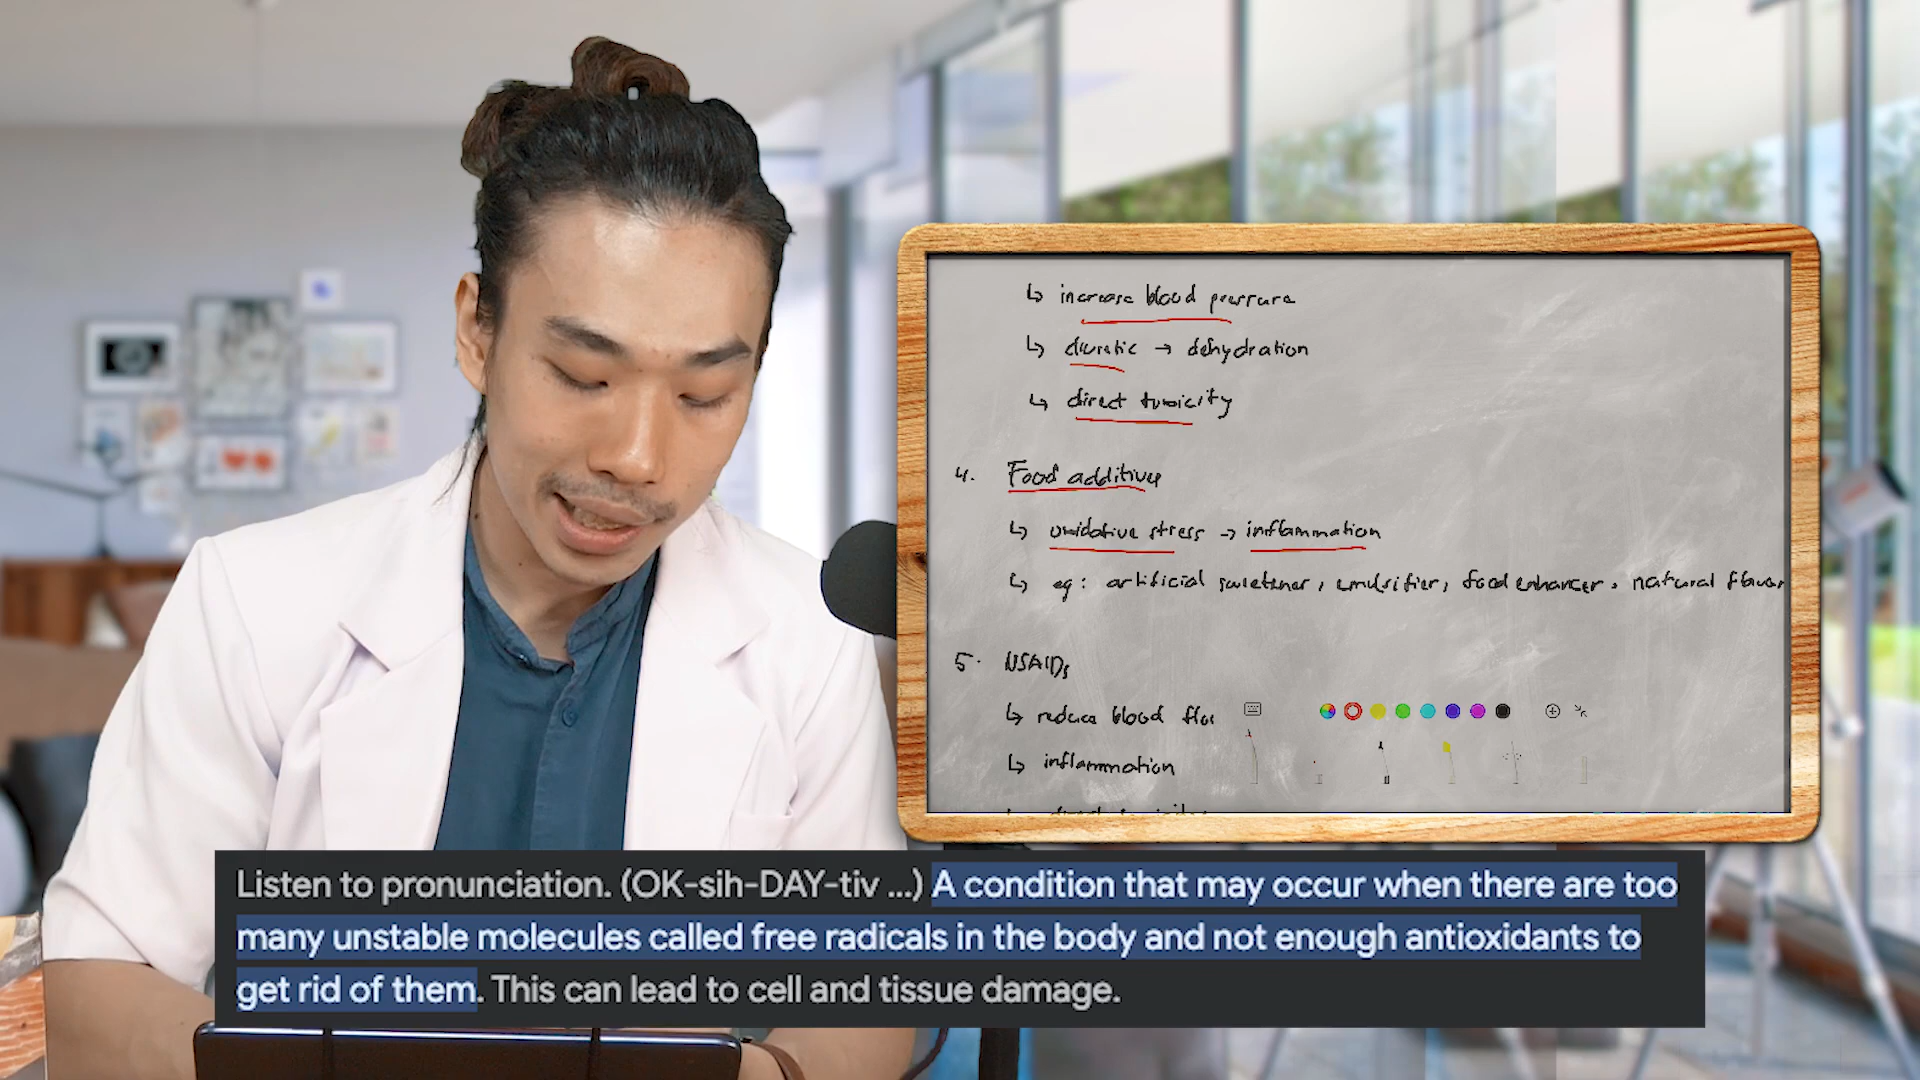 ↳ increase blood pressure
↳ diuretic → dehydration
↳ direct toxicity
4. Food additives
↳ oxidative stress → inflammation
↳ eg: artificial sweetener, emulsifier, food enhancer, natural flavor
5. NSAIDs
↳ reduce blood flo
↳ inflammation
Listen to pronunciation. (OK-sih-DAY-tiv ...) A condition that may occur when there are too
many unstable molecules called free radicals in the body and not enough antioxidants to
get rid of them. This can lead to cell and tissue damage.